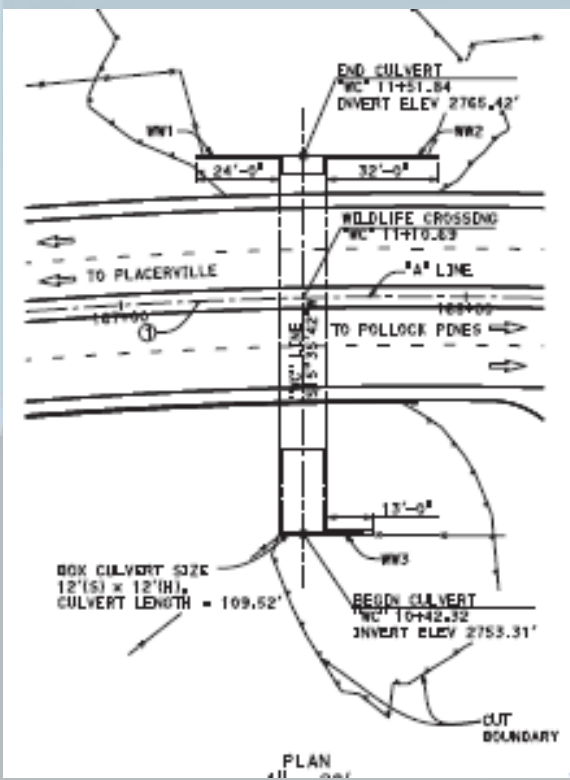 END CULVERT
"WC" 11+51.84
INVERT ELEV 2765.42'
WW1
WW2
24'-0"
32'-0"
WILDLIFE CROSSING
"WC" 11+10.89
TO PLACERVILLE
"A" LINE
187+00
188+00
1
TO POLLOCK PINES
"WC" LINE
13'-0"
WW3
BOX CULVERT SIZE
12'(S) x 12'(H),
CULVERT LENGTH = 109.52'
BEGIN CULVERT
"WC" 10+42.32
INVERT ELEV 2753.31'
CUT
BOUNDARY
PLAN